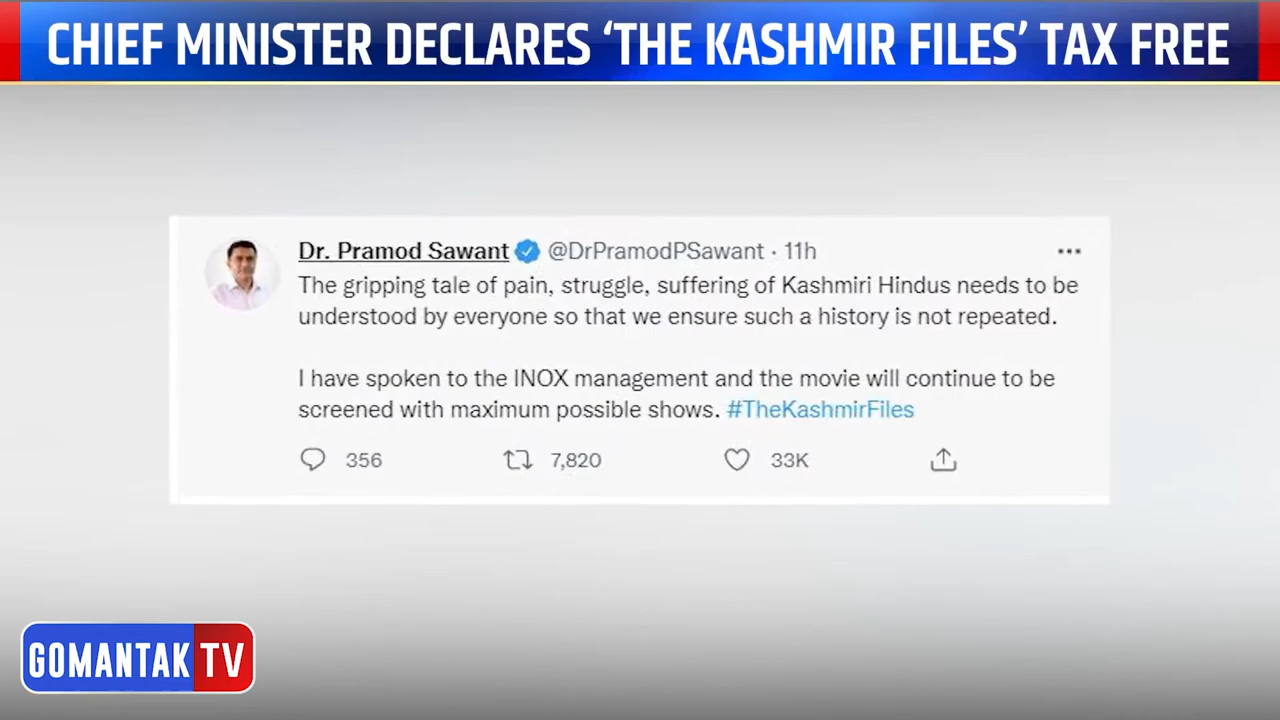 CHIEF MINISTER DECLARES ‘THE KASHMIR FILES’ TAX FREE
Dr. Pramod Sawant @DrPramodPSawant · 11h
The gripping tale of pain, struggle, suffering of Kashmiri Hindus needs to be
understood by everyone so that we ensure such a history is not repeated.
I have spoken to the INOX management and the movie will continue to be
screened with maximum possible shows. #TheKashmirFiles
356 7,820 33K
GOMANTAK TV